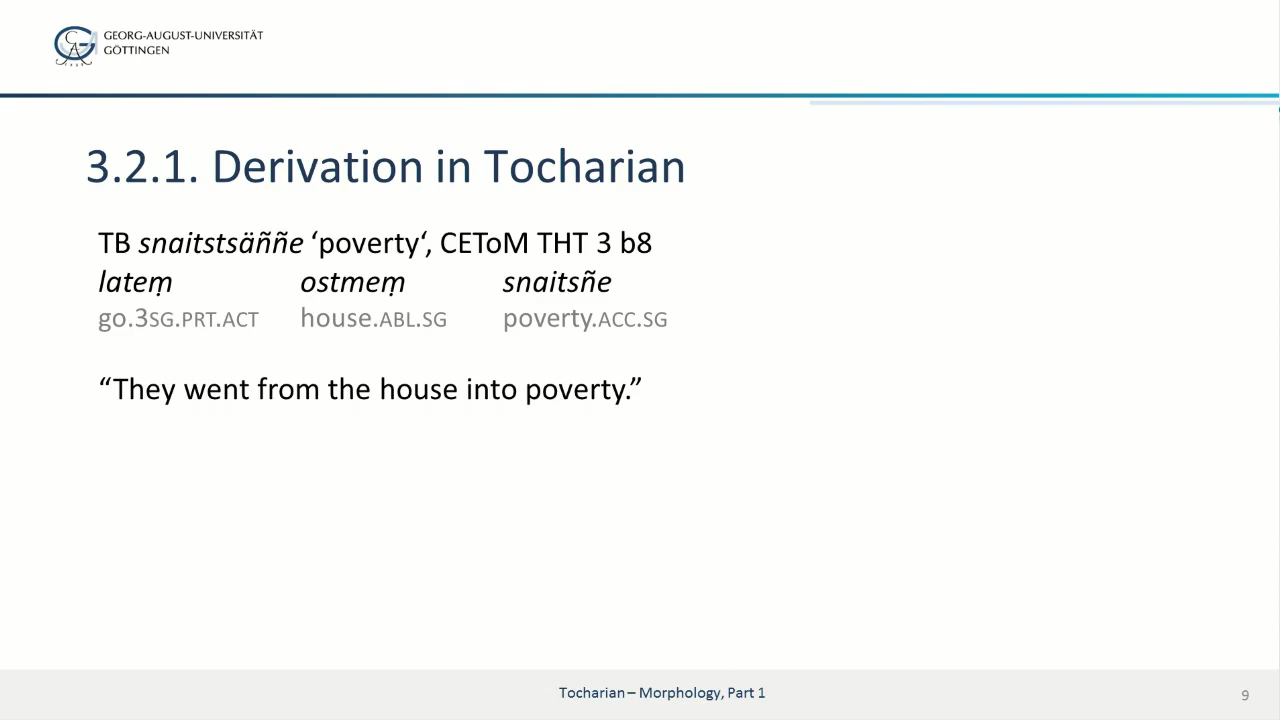 GEORG-AUGUST-UNIVERSITÄT
GÖTTINGEN
3.2.1. Derivation in Tocharian
TB snaitstsäññe ‘poverty‘, CEToM THT 3 b8
lateṃ ostmeṃ snaitsñe
go.3SG.PRT.ACT house.ABL.SG poverty.ACC.SG
“They went from the house into poverty.”
Tocharian – Morphology, Part 1
9